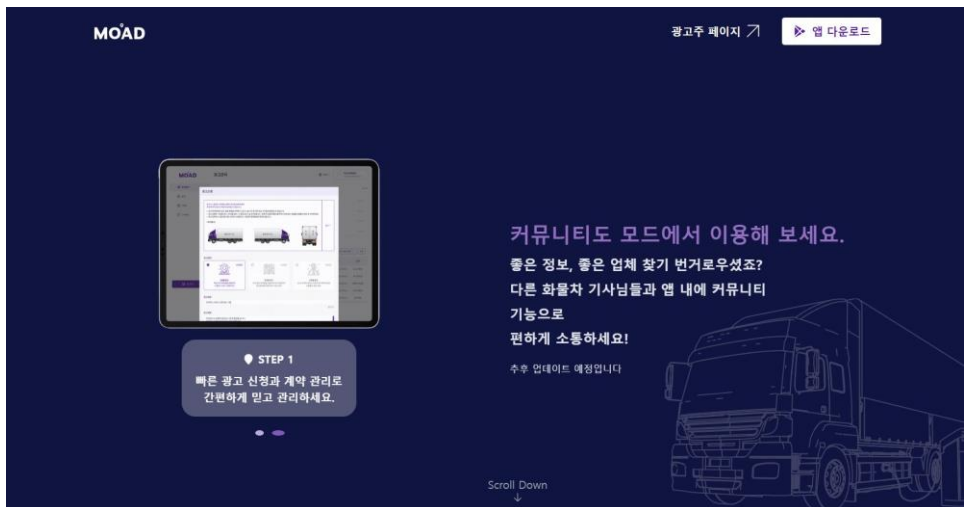 MOAD
광고주 페이지
앱 다운로드
MOAD
STEP 1
빠른 광고 신청과 계약 관리로
간편하게 믿고 관리하세요.
커뮤니티도 모드에서 이용해 보세요.
좋은 정보, 좋은 업체 찾기 번거로우셨죠?
다른 화물차 기사님들과 앱 내에 커뮤니티
기능으로
편하게 소통하세요!
추후 업데이트 예정입니다
Scroll Down